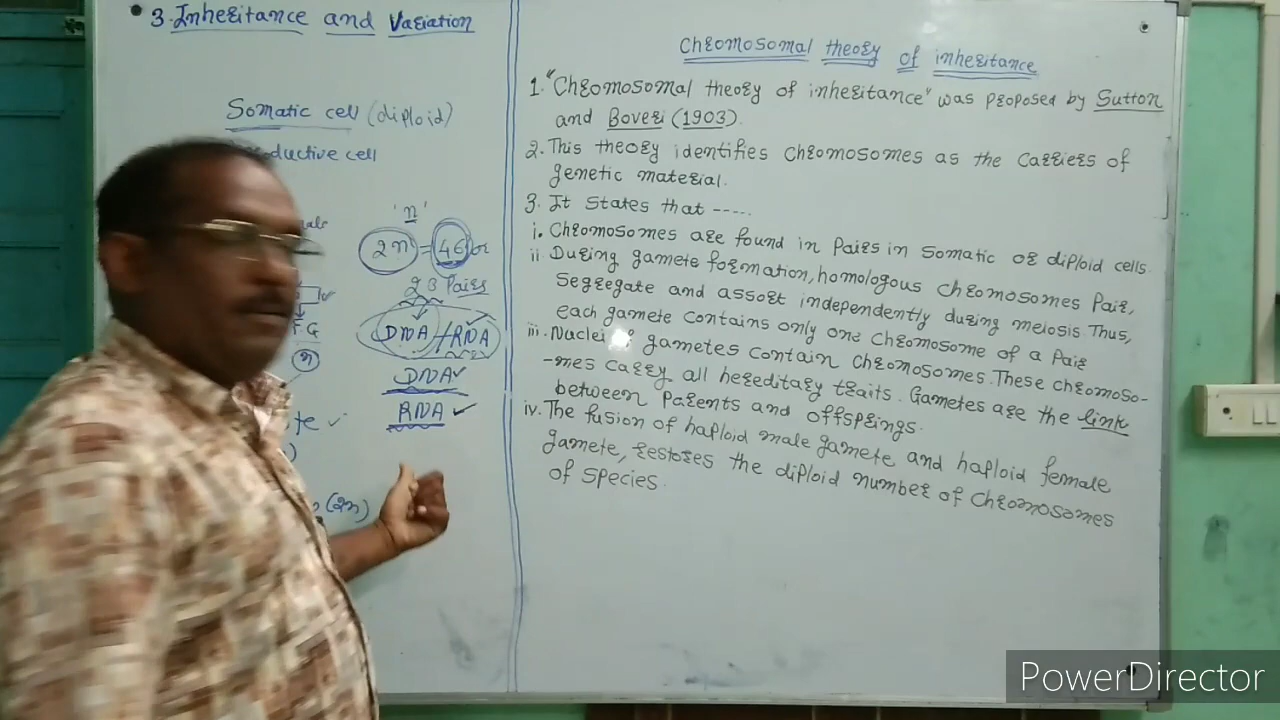 3. Inheritance and Variation
Somatic cell (diploid)
cell
'n'
2n = 46 or
23 Pairs
DNA / RNA
F.G
n
DNA ✓
RNA ✓
(2n)
Chromosomal theory of inheritance
1. "Chromosomal theory of inheritance" was proposed by Sutton
and Boveri (1903).
2. This theory identifies chromosomes as the carriers of
genetic material.
3. It states that -----
i. Chromosomes are found in pairs in somatic or diploid cells.
ii. During gamete formation, homologous chromosomes pair,
segregate and assort independently during meiosis. Thus,
each gamete contains only one chromosome of a pair
iii. Nuclei of gametes contain chromosomes. These chromoso-
-mes carry all hereditary traits. Gametes are the link
between parents and offsprings.
iv. The fusion of haploid male gamete and haploid female
gamete, restores the diploid number of chromosomes
of species.
PowerDirector